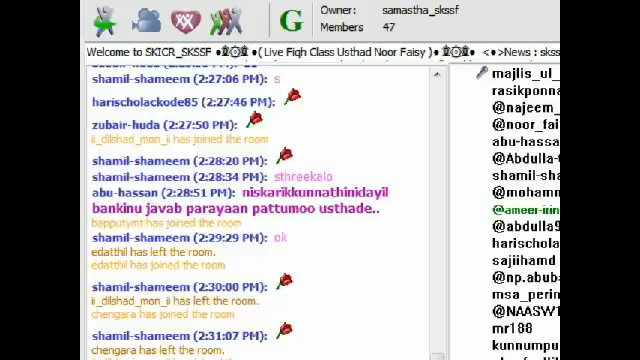 Owner: samastha_skssf
Members 47
G
Welcome to SKICR_SKSSF ( Live Fiqh Class Usthad Noor Faisy ) < >News : skss
shamil-shameem (2:27:06 PM): s
harischolackode85 (2:27:46 PM):
zubair-huda (2:27:50 PM):
ii_dilshad_mon_ii has joined the room
shamil-shameem (2:28:20 PM):
shamil-shameem (2:28:34 PM): sthreekalo
abu-hassan (2:28:51 PM): niskarikkunnathinidayil
bankinu javab parayaan pattumoo usthade..
bapputymt has joined the room
shamil-shameem (2:29:29 PM): ok
edatthil has left the room.
edatthil has joined the room
shamil-shameem (2:30:00 PM):
ii_dilshad_mon_ii has left the room.
chengara has joined the room
shamil-shameem (2:31:07 PM):
chengara has left the room.
majlis_ul_
rasikponna
@najeem_
@noor_fai
abu-hassa
@Abdulla-
shamil-sha
@mohamm
@ameer-irin
@abdulla9
harischola
sajiihamd
@np.abuba
msa_perin
@NAASW1
mr188
kunnumpu